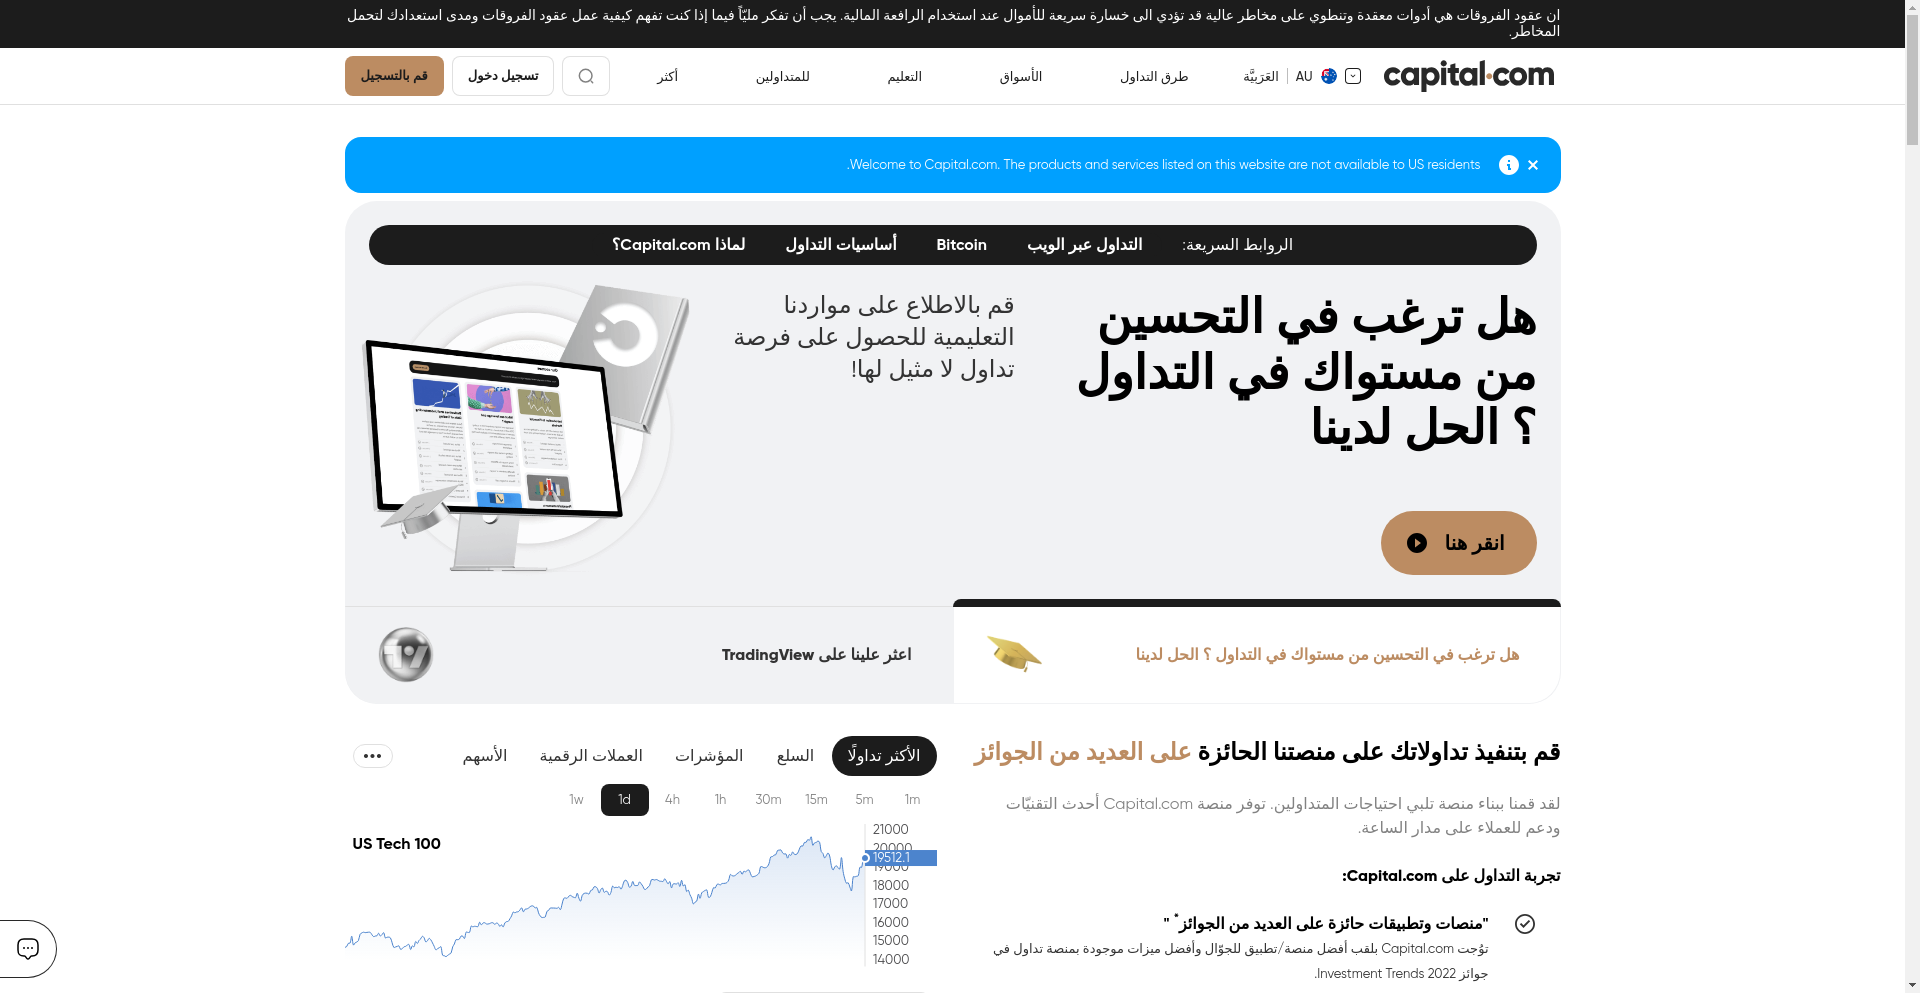 ان عقود الفروقات هي أدوات معقدة وتنطوي على مخاطر عالية قد تؤدي الى خسارة سريعة للأموال عند استخدام الرافعة المالية. يجب أن تفكر مليّاً فيما إذا كنت تفهم كيفية عمل عقود الفروقات ومدى استعدادك لتحمل
المخاطر.
capital.com
AU
العَرَبِيَّة
طرق التداول
الأسواق
التعليم
للمتداولين
أكثر
تسجيل دخول
قم بالتسجيل
Welcome to Capital.com. The products and services listed on this website are not available to US residents.
الروابط السريعة:
التداول عبر الويب
Bitcoin
أساسيات التداول
لماذا Capital.com؟
هل ترغب في التحسين
من مستواك في التداول
؟ الحل لدينا
قم بالاطلاع على مواردنا
التعليمية للحصول على فرصة
تداول لا مثيل لها!
انقر هنا
هل ترغب في التحسين من مستواك في التداول ؟ الحل لدينا
اعثر علينا على TradingView
قم بتنفيذ تداولاتك على منصتنا الحائزة على العديد من الجوائز
لقد قمنا ببناء منصة تلبي احتياجات المتداولين. توفر منصة Capital.com أحدث التقنيّات
ودعم للعملاء على مدار الساعة.
تجربة التداول على Capital.com:
"منصات وتطبيقات حائزة على العديد من الجوائز* "
توُجت Capital.com بلقب أفضل منصة/تطبيق للجوّال وأفضل ميزات موجودة بمنصة تداول في
جوائز Investment Trends 2022.
الأكثر تداولًا
السلع
المؤشرات
العملات الرقمية
الأسهم
1m
5m
15m
30m
1h
4h
1d
1w
US Tech 100
21000
20000
19512.1
19000
18000
17000
16000
15000
14000